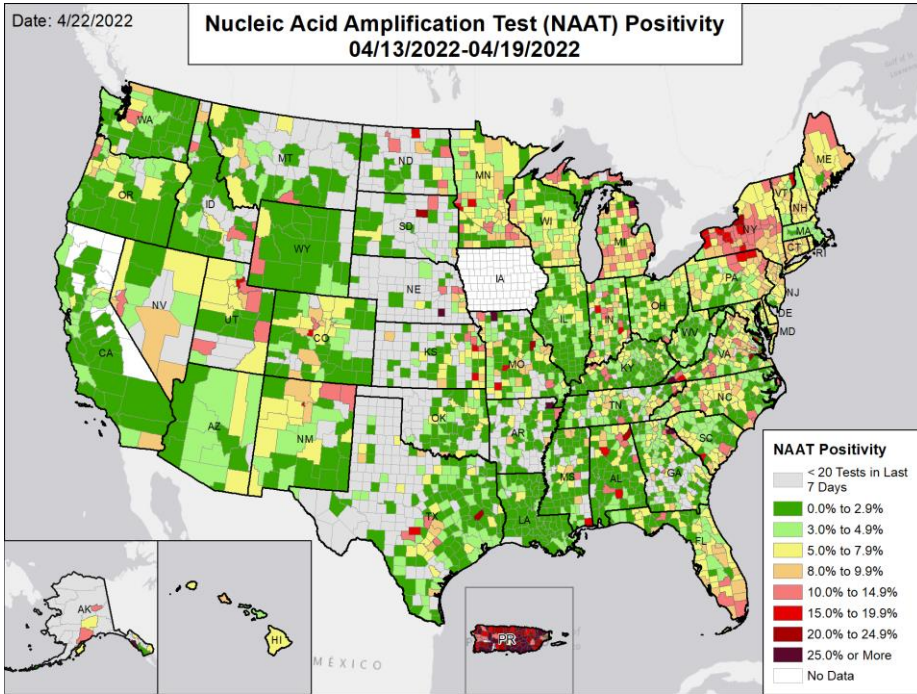 Date: 4/22/2022
Nucleic Acid Amplification Test (NAAT) Positivity
04/13/2022-04/19/2022
WA
MT
ND
MN
ME
OR
ID
SD
WI
VT
NH
WY
MI
NY
MA
CT
RI
NV
UT
NE
IA
PA
NJ
CA
CO
IL
IN
OH
DE
MD
KS
MO
WV
VA
KY
AZ
NM
OK
AR
TN
NC
SC
TX
LA
MS
AL
GA
FL
AK
HI
MÉXICO
PR
NAAT Positivity
< 20 Tests in Last
7 Days
0.0% to 2.9%
3.0% to 4.9%
5.0% to 7.9%
8.0% to 9.9%
10.0% to 14.9%
15.0% to 19.9%
20.0% to 24.9%
25.0% or More
No Data